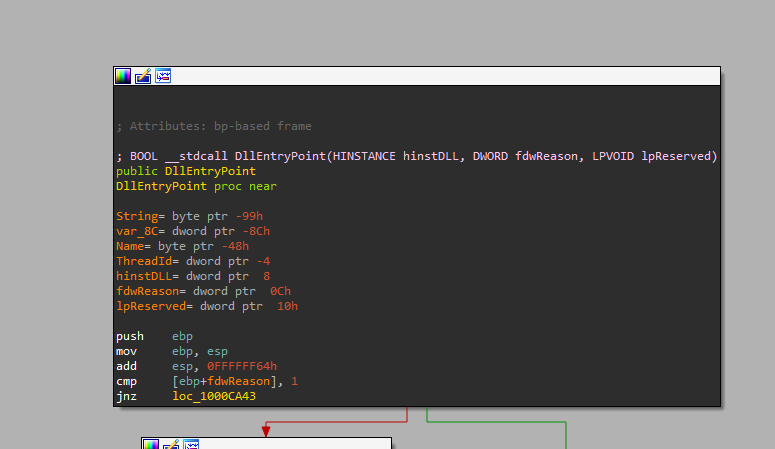 ; Attributes: bp-based frame
; BOOL __stdcall DllEntryPoint(HINSTANCE hinstDLL, DWORD fdwReason, LPVOID lpReserved)
public DllEntryPoint
DllEntryPoint proc near
String= byte ptr -99h
var_8C= dword ptr -8Ch
Name= byte ptr -48h
ThreadId= dword ptr -4
hinstDLL= dword ptr  8
fdwReason= dword ptr  0Ch
lpReserved= dword ptr  10h
push    ebp
mov     ebp, esp
add     esp, 0FFFFFF64h
cmp     [ebp+fdwReason], 1
jnz     loc_1000CA43